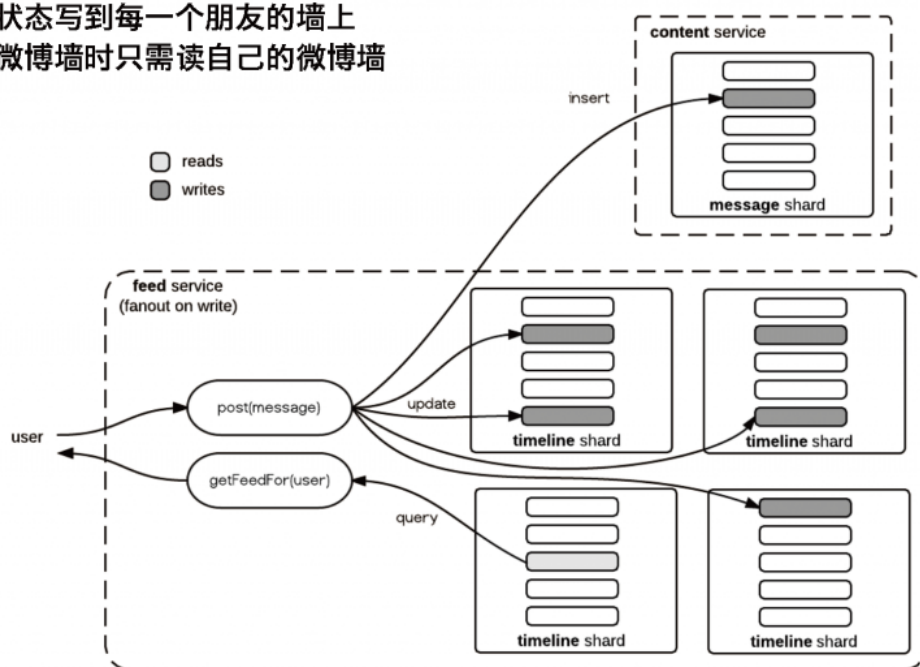 状态写到每一个朋友的墙上
微博墙时只需读自己的微博墙
content service
insert
message shard
reads
writes
feed service
(fanout on write)
post(message)
update
timeline shard
timeline shard
user
getFeedFor(user)
query
timeline shard
timeline shard